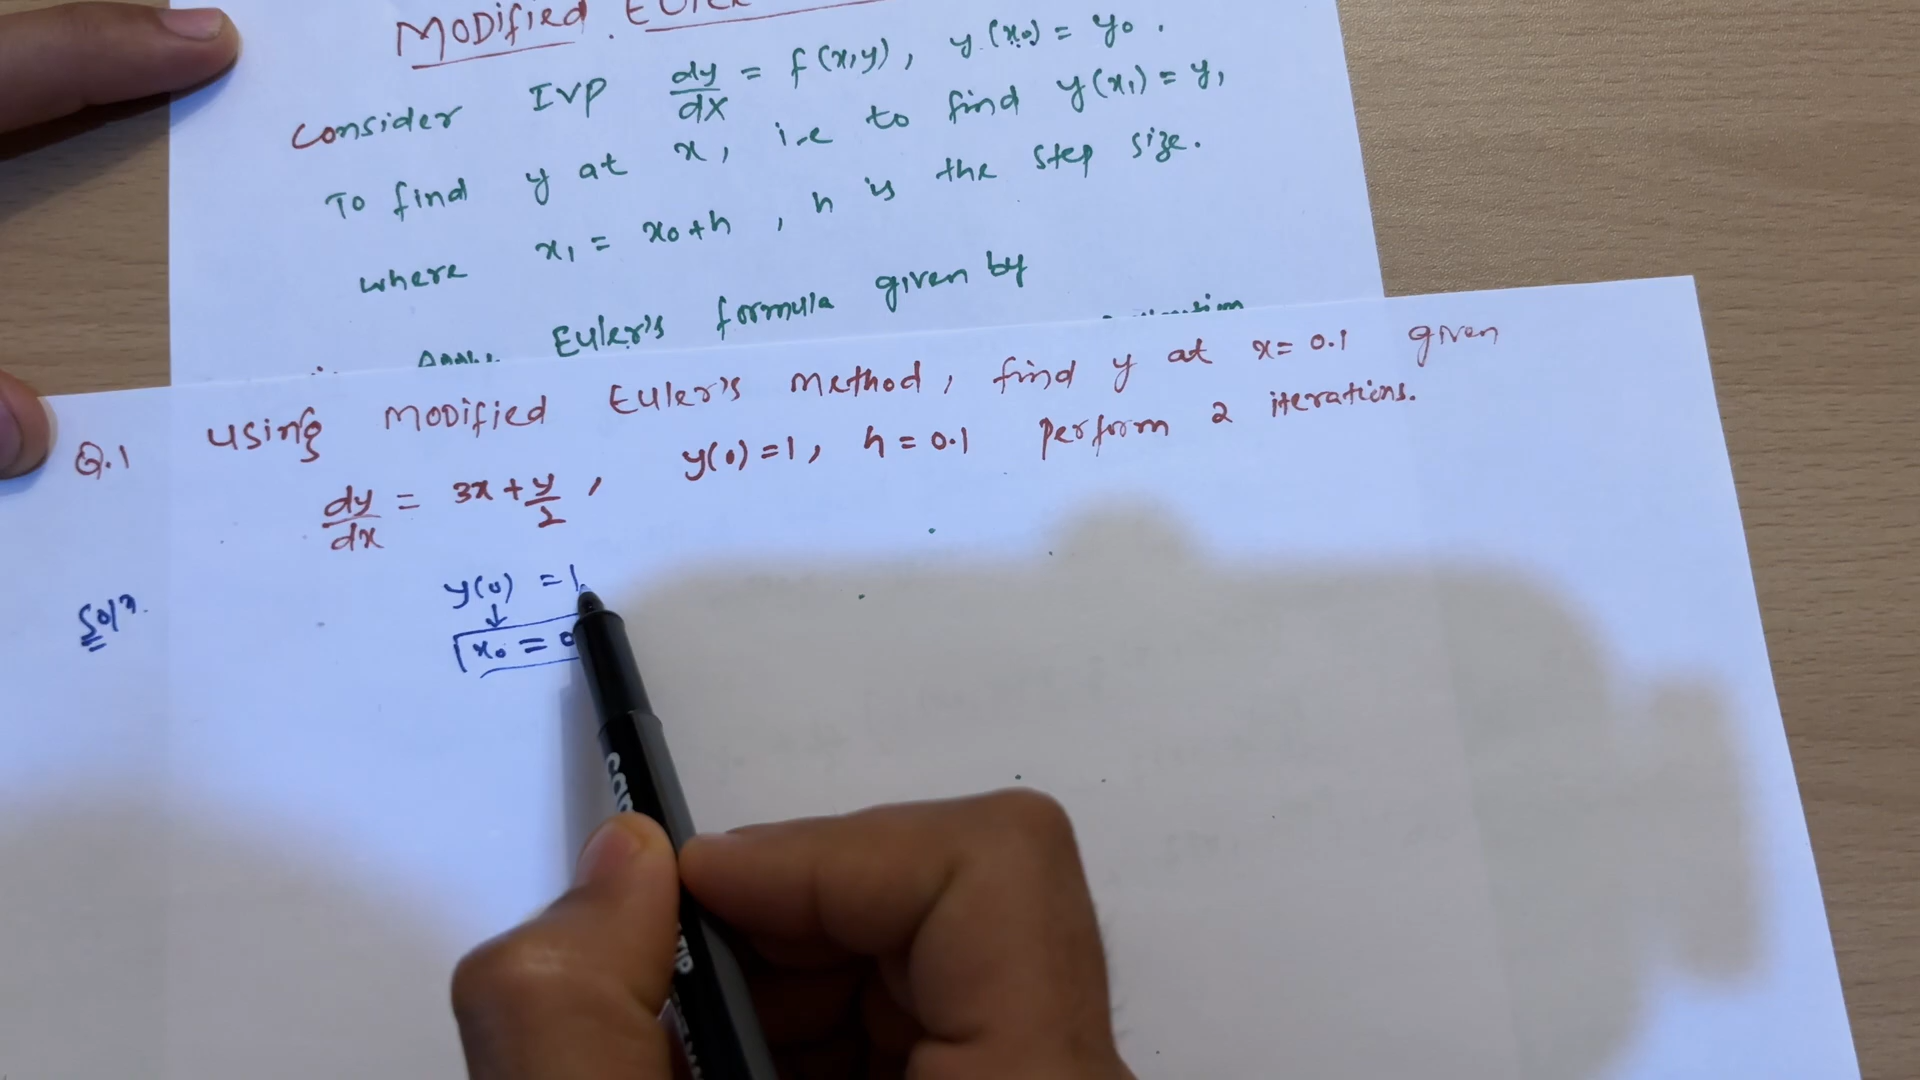 MODified
Consider IVP dy/dx = f(x,y), y(x₀) = y₀.
To find y at x, i.e to find y(x₁) = y,
where x₁ = x₀+h , h is the step size.
Euler's formula given by
Q.1 Using MODified Euler's Method, find y at x= 0.1 given
dy/dx = 3x + y/2 , y(0)=1, h = 0.1 Perform 2 iterations.
Sol?.
y(0) = 1
↓
x₀ = 0